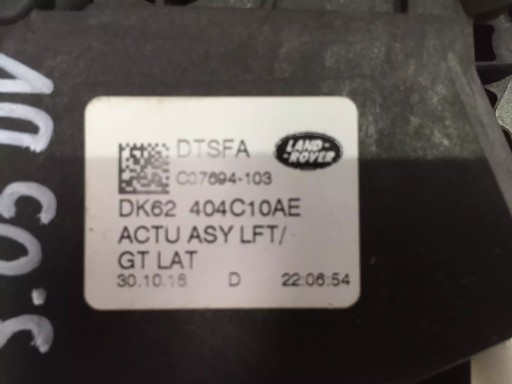 DTSFA
LAND-
-ROVER
C07694-103
DK62 404C10AE
ACTU ASY LFT/
GT LAT
30.10.18 D 22:06:54